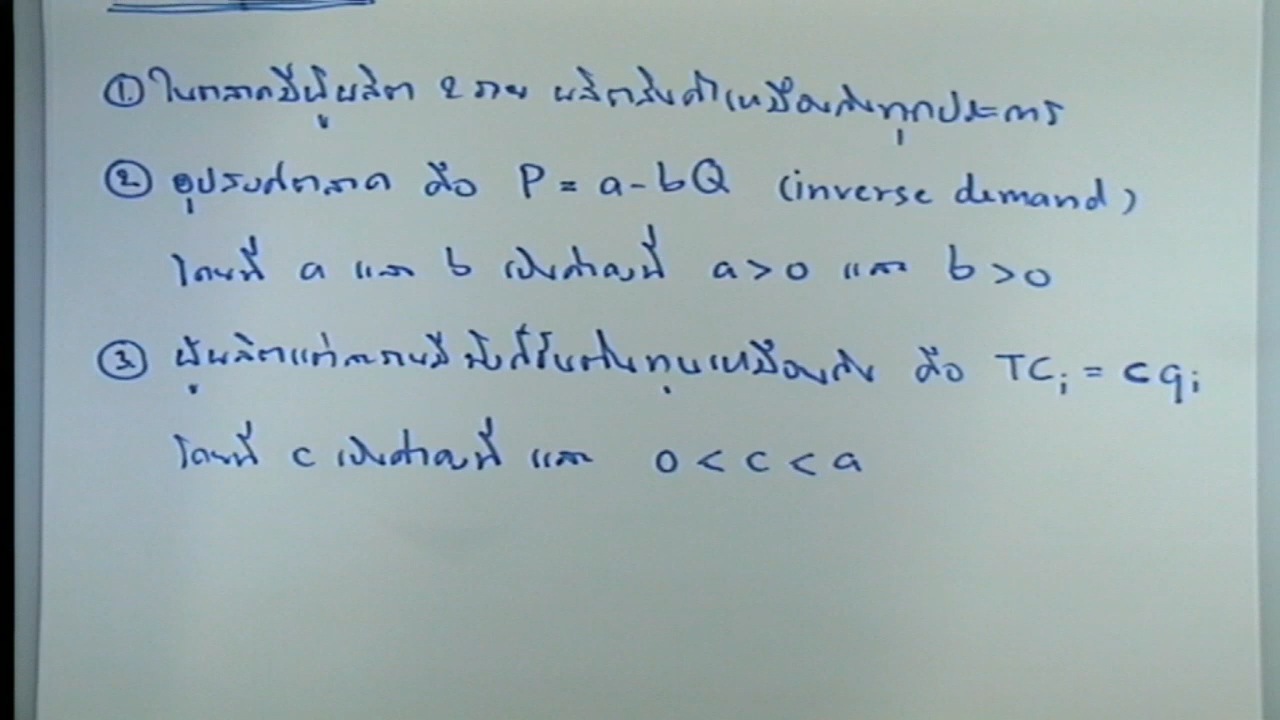 ① ในตลาดมีผู้ผลิต 2 ราย ผลิตสินค้าเหมือนกันทุกประการ
② อุปสงค์ตลาด คือ P = a - bQ (inverse demand)
โดยที่ a และ b เป็นค่าคงที่ a > 0 และ b > 0
③ ผู้ผลิตแต่ละรายมีฟังก์ชันต้นทุนเหมือนกัน คือ TCi = cqi
โดยที่ c เป็นค่าคงที่ และ 0 < c < a